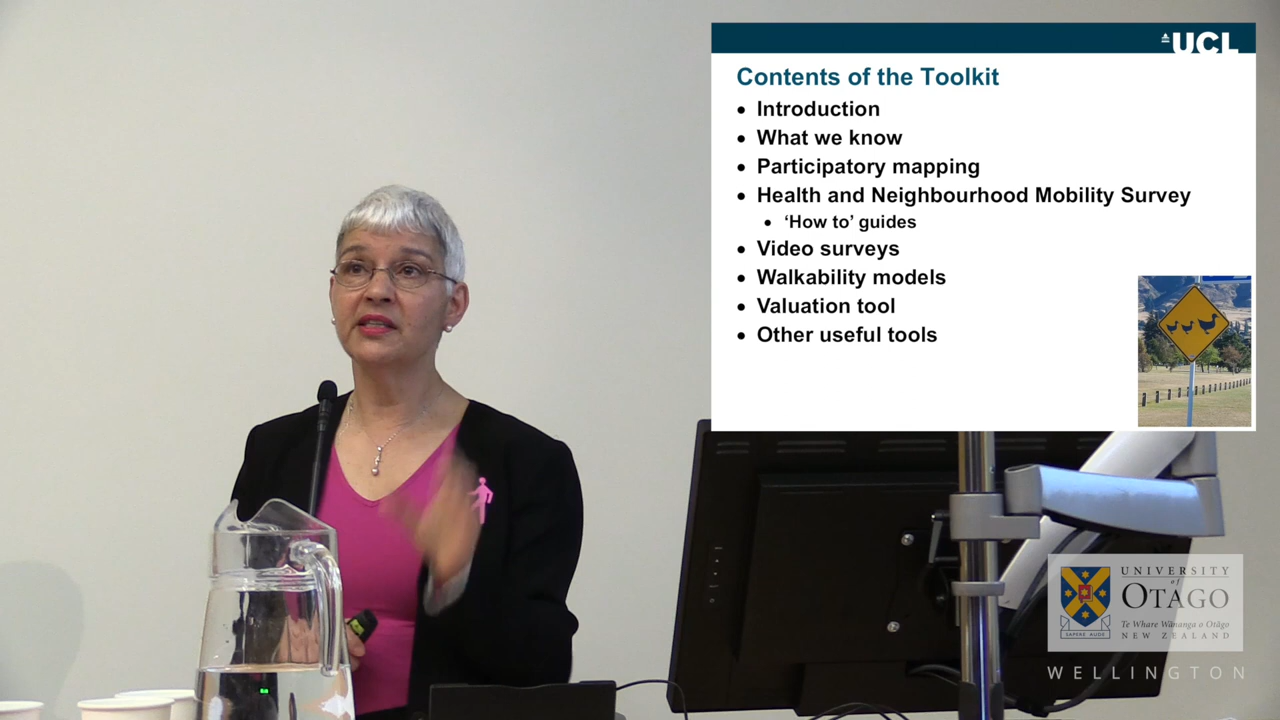 UCL
Contents of the Toolkit
• Introduction
• What we know
• Participatory mapping
• Health and Neighbourhood Mobility Survey
• ‘How to’ guides
• Video surveys
• Walkability models
• Valuation tool
• Other useful tools
UNIVERSITY
of
OTAGO
Te Whare Wānanga o Otāgo
NEW ZEALAND
SAPERE AUDE
WELLINGTON